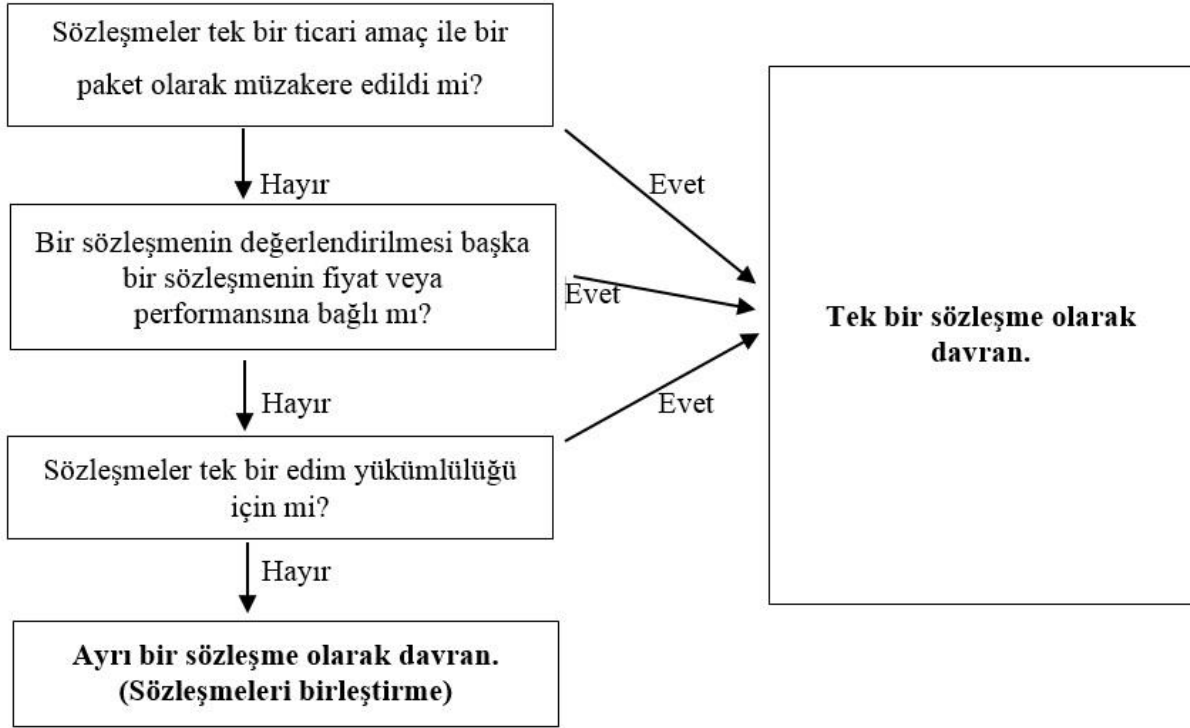 Sözleşmeler tek bir ticari amaç ile bir
paket olarak müzakere edildi mi?
Hayır
Evet
Bir sözleşmenin değerlendirilmesi başka
bir sözleşmenin fiyat veya
performansına bağlı mı?
Evet
Tek bir sözleşme olarak
davran.
Hayır
Evet
Sözleşmeler tek bir edim yükümlülüğü
için mi?
Hayır
Ayrı bir sözleşme olarak davran.
(Sözleşmeleri birleştirme)